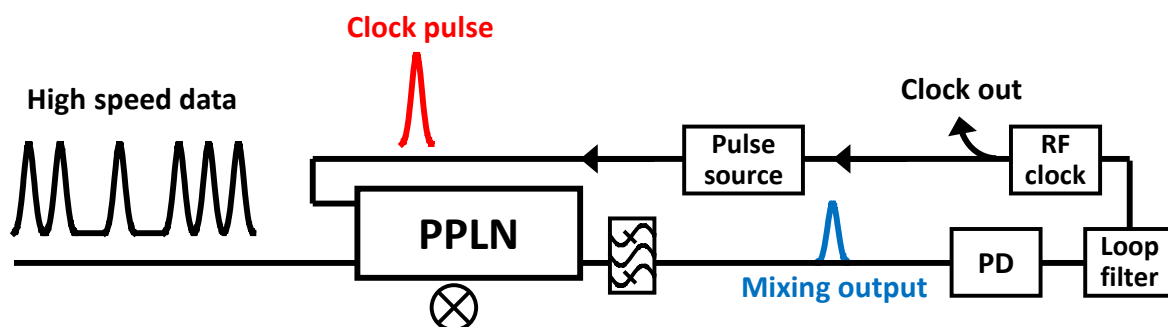 Clock pulse
High speed data
Clock out
Pulse
source
RF
clock
PPLN
PD
Loop
filter
Mixing output